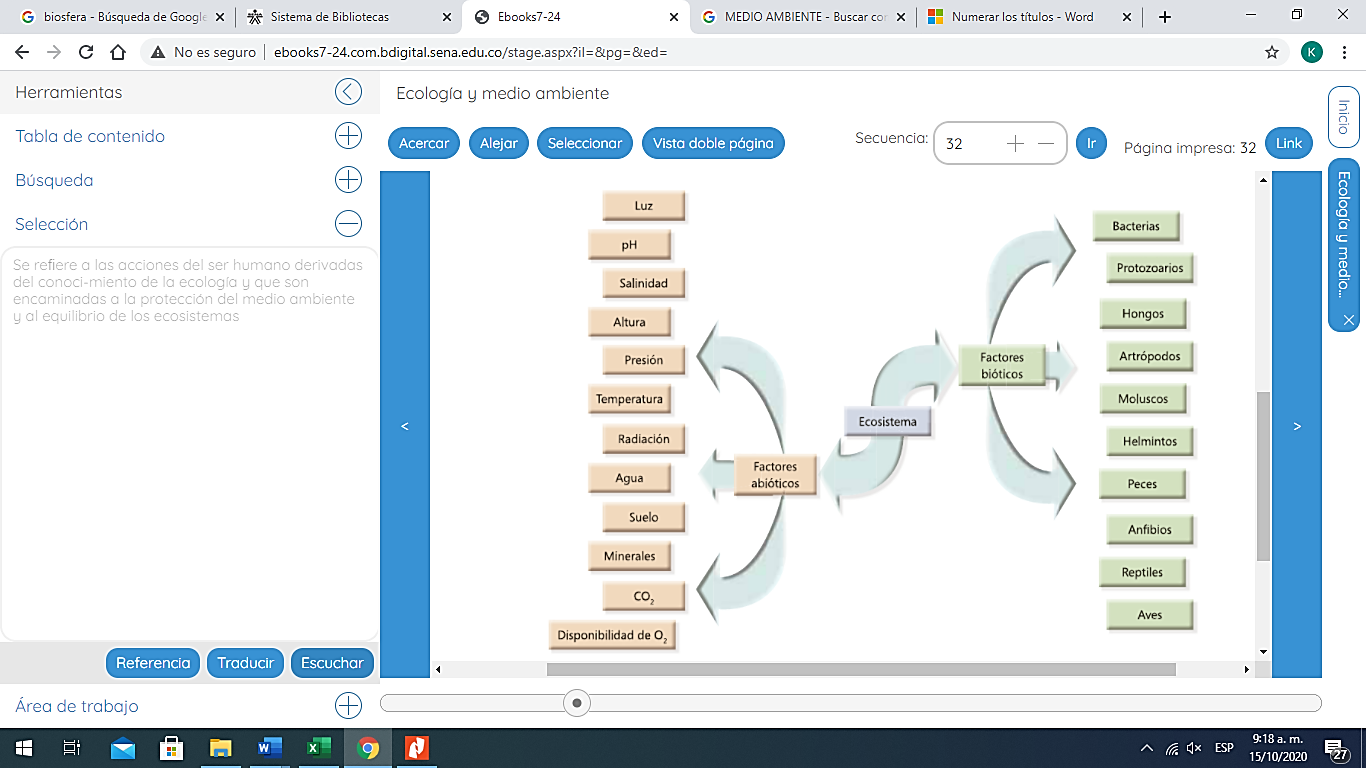 biosfera - Búsqueda de Google
Sistema de Bibliotecas
Ebooks7-24
MEDIO AMBIENTE - Buscar con
Numerar los títulos - Word
No es seguro
ebooks7-24.com.bdigital.sena.edu.co/stage.aspx?il=&pg=&ed=
K
Herramientas
Tabla de contenido
Búsqueda
Selección
Se refiere a las acciones del ser humano derivadas
del conoci-miento de la ecología y que son
encaminadas a la protección del medio ambiente
y al equilibrio de los ecosistemas
Referencia
Traducir
Escuchar
Área de trabajo
Ecología y medio ambiente
Acercar
Alejar
Seleccionar
Vista doble página
Secuencia:
32
Ir
Página impresa: 32
Link
Inicio
Ecología y medio...
<
>
Luz
pH
Salinidad
Altura
Presión
Temperatura
Radiación
Agua
Suelo
Minerales
CO₂
Disponibilidad de O₂
Factores
abióticos
Ecosistema
Factores
bióticos
Bacterias
Protozoarios
Hongos
Artrópodos
Moluscos
Helmintos
Peces
Anfibios
Reptiles
Aves
ESP
9:18 a. m.
15/10/2020
27